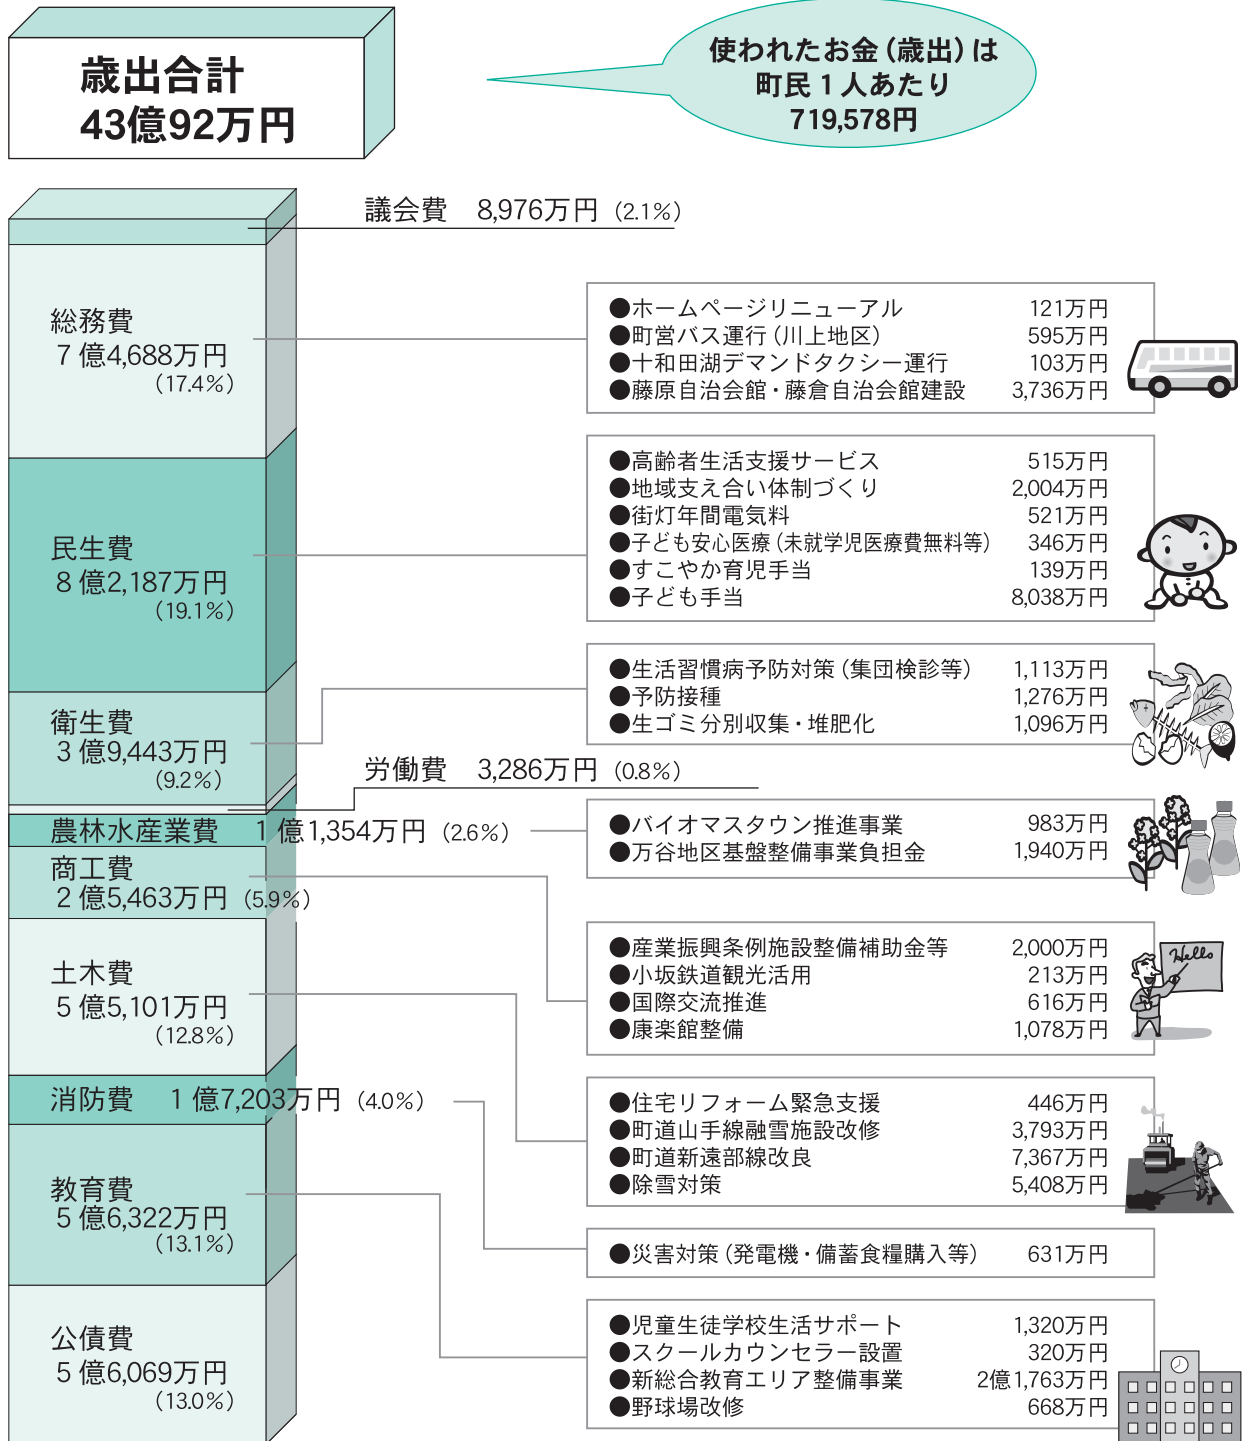 歳出合計
43億92万円
使われたお金（歳出）は
町民１人あたり
719,578円
議会費　8,976万円（2.1%）
総務費
7億4,688万円
（17.4%）
●ホームページリニューアル　121万円
●町営バス運行（川上地区）　595万円
●十和田湖デマンドタクシー運行　103万円
●藤原自治会館・藤倉自治会館建設　3,736万円
民生費
8億2,187万円
（19.1%）
●高齢者生活支援サービス　515万円
●地域支え合い体制づくり　2,004万円
●街灯年間電気料　521万円
●子ども安心医療（未就学児医療費無料等）　346万円
●すこやか育児手当　139万円
●子ども手当　8,038万円
衛生費
3億9,443万円
（9.2%）
●生活習慣病予防対策（集団検診等）　1,113万円
●予防接種　1,276万円
●生ゴミ分別収集・堆肥化　1,096万円
労働費　3,286万円（0.8%）
農林水産業費　1億1,354万円（2.6%）
●バイオマスタウン推進事業　983万円
●万谷地区基盤整備事業負担金　1,940万円
商工費
2億5,463万円（5.9%）
●産業振興条例施設整備補助金等　2,000万円
●小坂鉄道観光活用　213万円
●国際交流推進　616万円
●康楽館整備　1,078万円
Hello
土木費
5億5,101万円
（12.8%）
●住宅リフォーム緊急支援　446万円
●町道山手線融雪施設改修　3,793万円
●町道新遠部線改良　7,367万円
●除雪対策　5,408万円
消防費　1億7,203万円（4.0%）
●災害対策（発電機・備蓄食糧購入等）　631万円
教育費
5億6,322万円
（13.1%）
●児童生徒学校生活サポート　1,320万円
●スクールカウンセラー設置　320万円
●新総合教育エリア整備事業　2億1,763万円
●野球場改修　668万円
公債費
5億6,069万円
（13.0%）